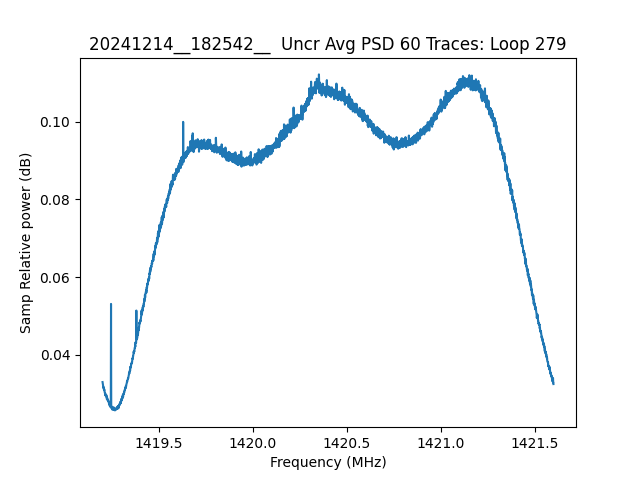 20241214__182542__ Uncr Avg PSD 60 Traces: Loop 279
0.10
0.08
0.06
0.04
Samp Relative power (dB)
1419.5 1420.0 1420.5 1421.0 1421.5
Frequency (MHz)